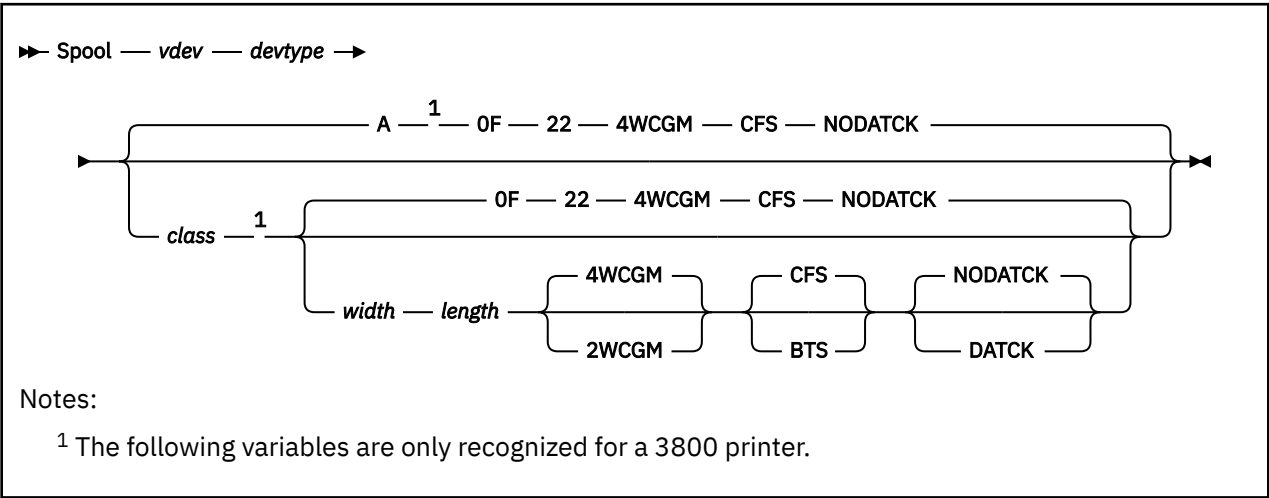 Spool vdev devtype
A 1 0F 22 4WCGM CFS NODATCK
0F 22 4WCGM CFS NODATCK
class 1
4WCGM CFS NODATCK
width length
2WCGM BTS DATCK
Notes:
1 The following variables are only recognized for a 3800 printer.